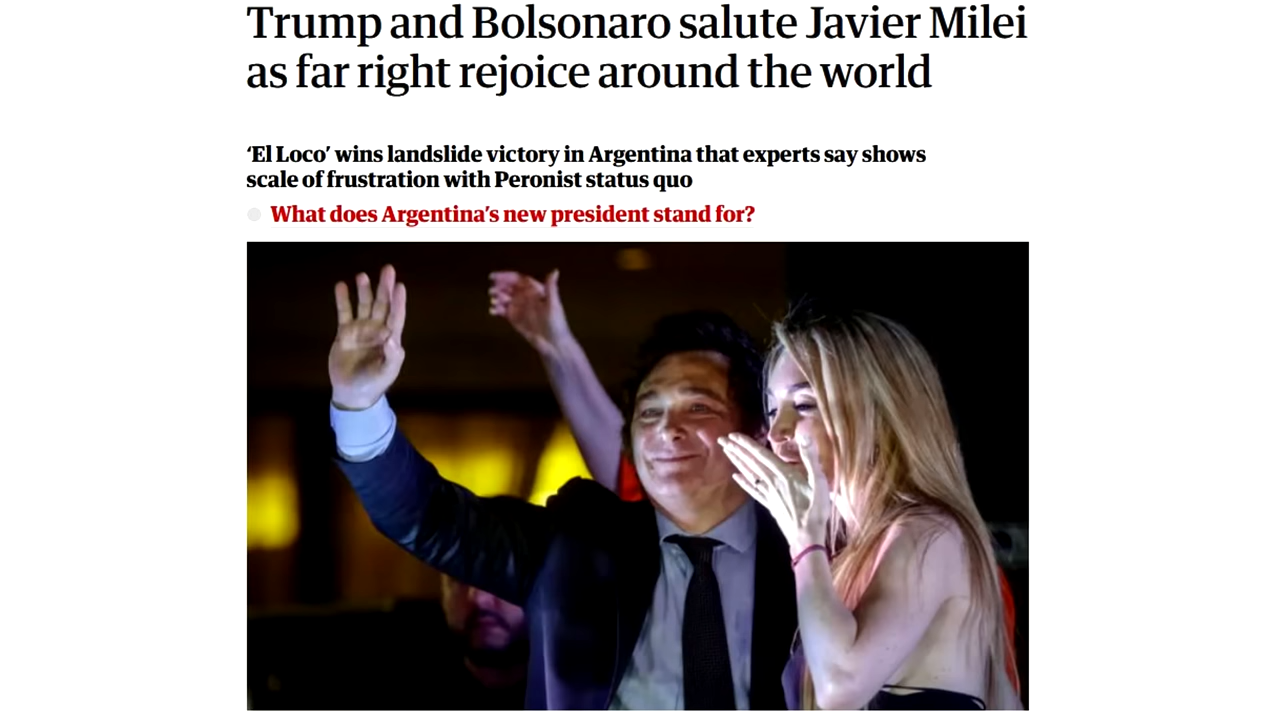 Trump and Bolsonaro salute Javier Milei
as far right rejoice around the world
‘El Loco’ wins landslide victory in Argentina that experts say shows
scale of frustration with Peronist status quo
What does Argentina’s new president stand for?